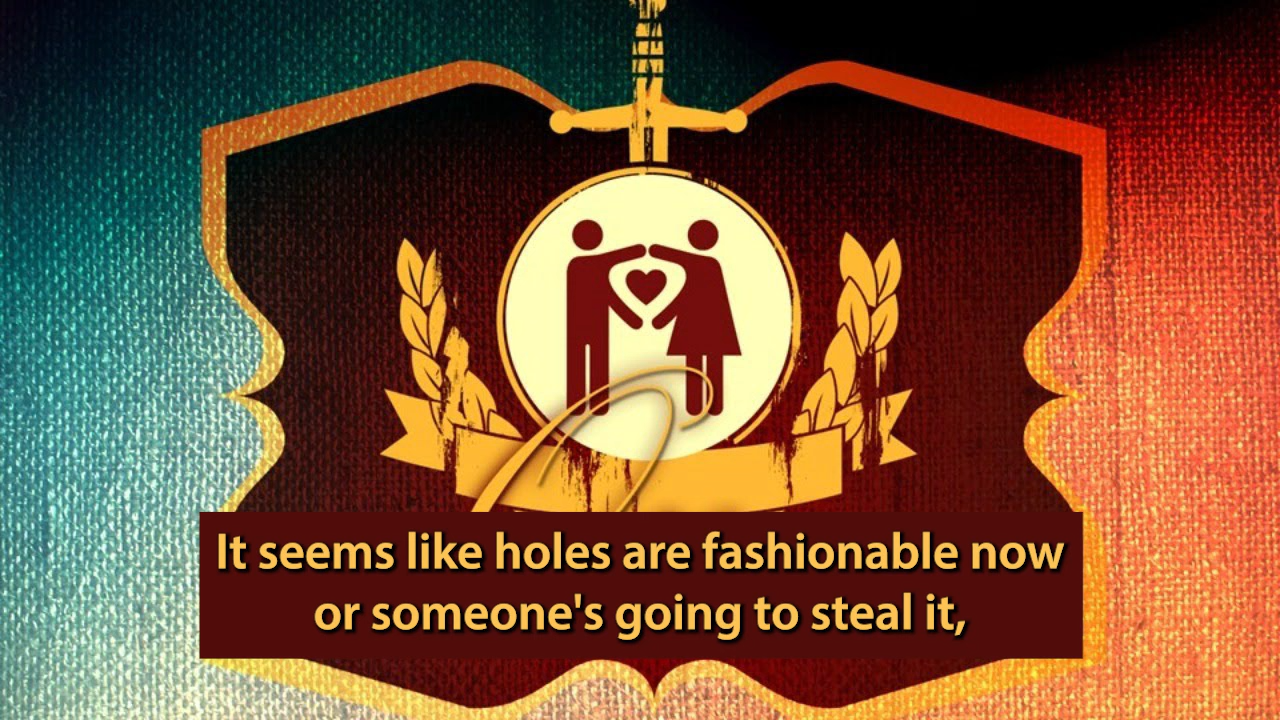 It seems like holes are fashionable now
or someone's going to steal it,